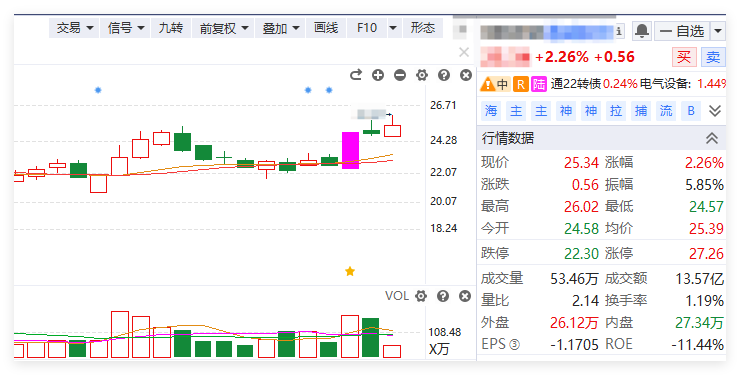 交易 信号 九转 前复权 叠加 画线 F10 形态
自选
+2.26% +0.56 买 卖
中 R 陆 通22转债 0.24% 电气设备: 1.44%
海 主 主 神 神 拉 捕 流 B
26.71
24.28
22.07
20.07
18.24
VOL
108.48
X万
行情数据
现价 25.34 涨幅 2.26%
涨跌 0.56 振幅 5.85%
最高 26.02 最低 24.57
今开 24.58 均价 25.39
跌停 22.30 涨停 27.26
成交量 53.46万 成交额 13.57亿
量比 2.14 换手率 1.19%
外盘 26.12万 内盘 27.34万
EPS ③ -1.1705 ROE -11.44%